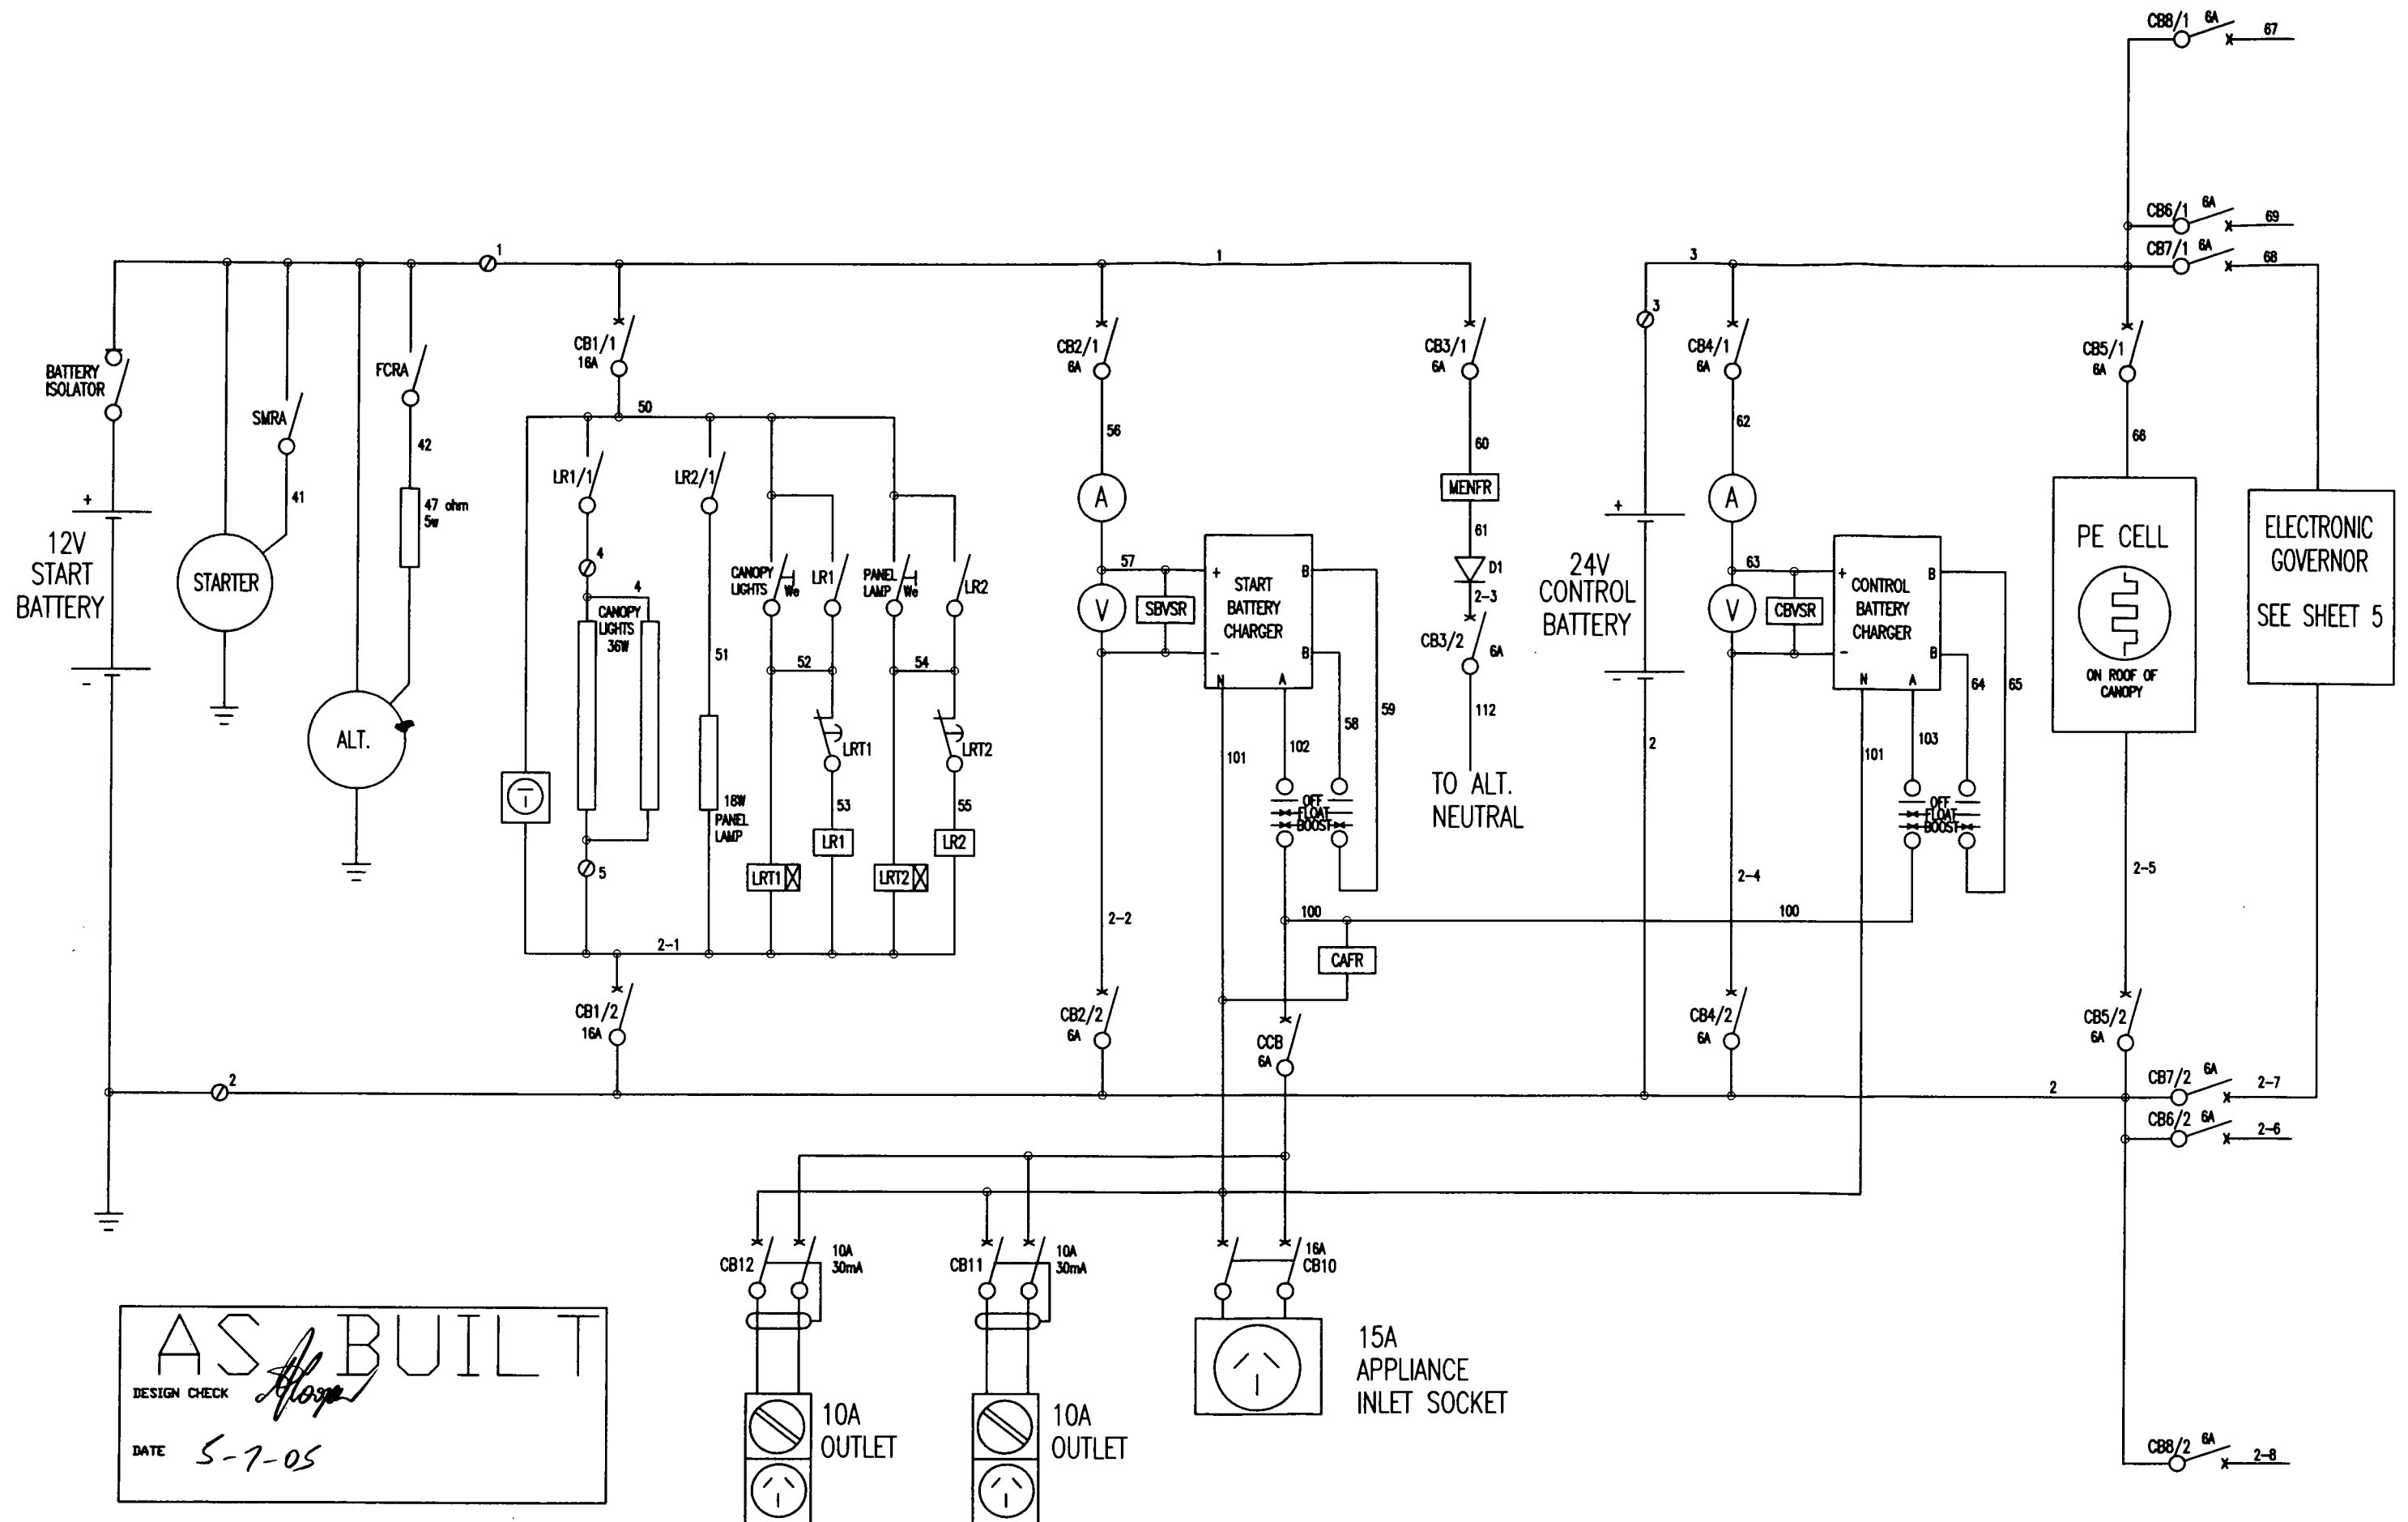 CB8/1 6A
67
CB6/1 6A
69
CB7/1 6A
68
1
1
3
3
BATTERY
ISOLATOR
FCRA
SMRA
42
41
47 ohm
5w
+
12V
START
BATTERY
-
STARTER
ALT.
CB1/1
16A
50
LR1/1
LR2/1
4
4
CANOPY
LIGHTS
36W
5
51
18W
PANEL
LAMP
CANOPY
LIGHTS
We
LR1
PANEL
LAMP
We
LR2
52
54
LRT1
LRT2
53
55
LR1
LR2
LRT1
LRT2
2-1
CB1/2
16A
2
CB2/1
6A
56
A
57
V
SBVSR
+
-
START
BATTERY
CHARGER
B
B
N
A
101
102
58
59
OFF
FLOAT
BOOST
2-2
CB2/2
6A
100
100
CAFR
CCB
6A
CB3/1
6A
60
MENFR
61
D1
2-3
CB3/2
6A
112
TO ALT.
NEUTRAL
+
24V
CONTROL
BATTERY
-
2
CB4/1
6A
62
A
63
V
CBVSR
+
-
CONTROL
BATTERY
CHARGER
B
B
N
A
101
103
64
65
OFF
FLOAT
BOOST
2-4
CB4/2
6A
CB5/1
6A
66
PE CELL
ON ROOF OF
CANOPY
2-5
CB5/2
6A
ELECTRONIC
GOVERNOR
SEE SHEET 5
2
CB7/2 6A
2-7
CB6/2 6A
2-6
CB8/2 6A
2-8
CB12
10A
30mA
CB11
10A
30mA
16A
CB10
10A
OUTLET
10A
OUTLET
15A
APPLIANCE
INLET SOCKET
AS BUILT
DESIGN CHECK
DATE 5-7-05